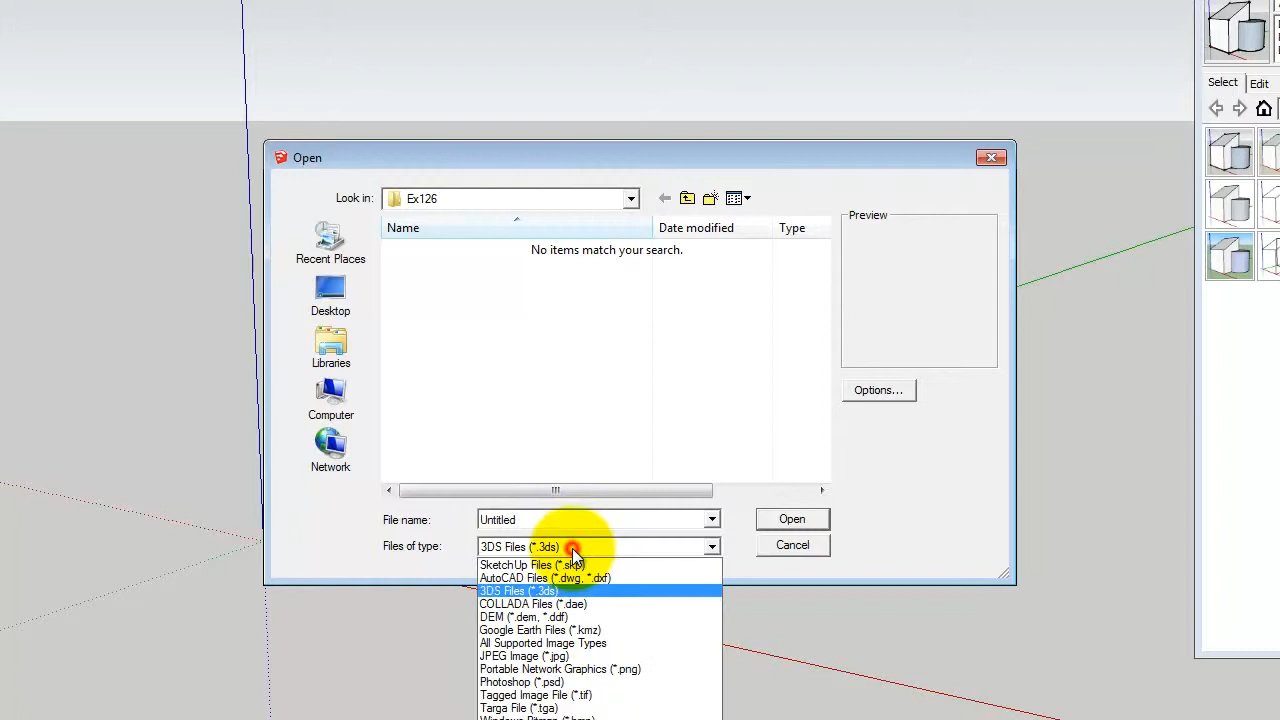 Select
Edit
Open
Look in:
Ex126
Name
Date modified
Type
Preview
No items match your search.
Recent Places
Desktop
Libraries
Computer
Network
Options...
File name:
Untitled
Open
Files of type:
3DS Files (*.3ds)
Cancel
SketchUp Files (*.skp)
AutoCAD Files (*.dwg, *.dxf)
3DS Files (*.3ds)
COLLADA Files (*.dae)
DEM (*.dem, *.ddf)
Google Earth Files (*.kmz)
All Supported Image Types
JPEG Image (*.jpg)
Portable Network Graphics (*.png)
Photoshop (*.psd)
Tagged Image File (*.tif)
Targa File (*.tga)
Windows Bitmap (*.bmp)